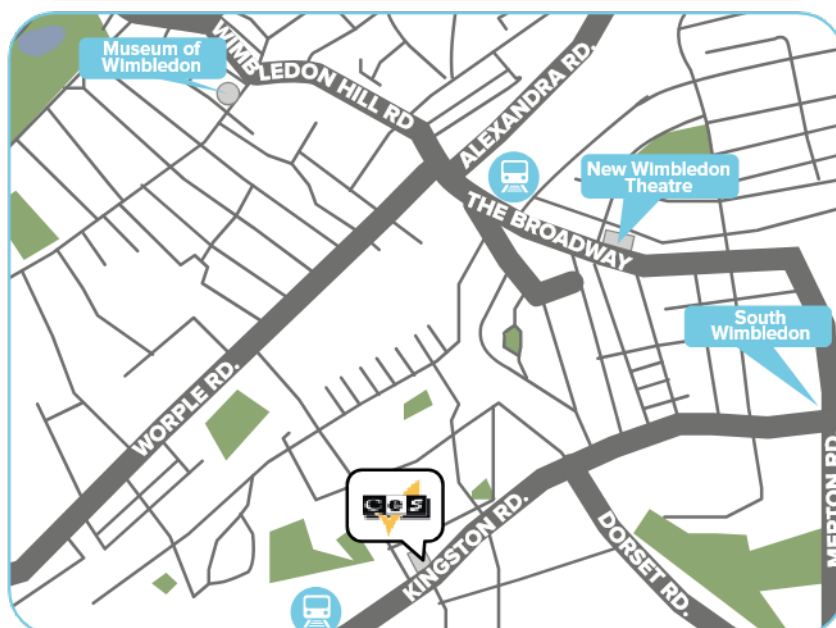 Museum of
Wimbledon
WIMBLEDON HILL RD
ALEXANDRA RD.
New Wimbledon
Theatre
THE BROADWAY
South
Wimbledon
WORPLE RD.
ces
KINGSTON RD.
DORSET RD.
MERTON RD.